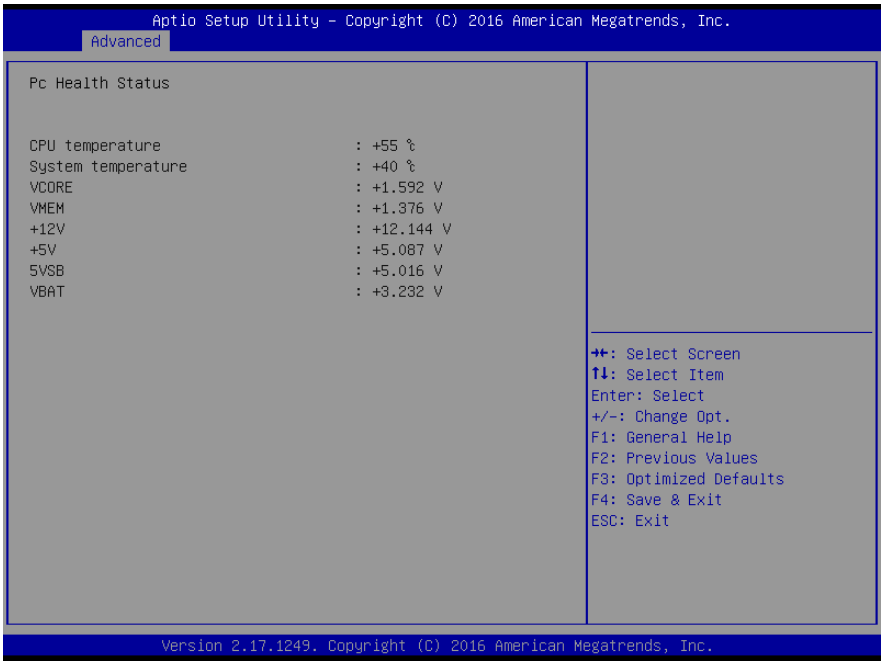 Aptio Setup Utility – Copyright (C) 2016 American Megatrends, Inc.
Advanced
Pc Health Status
CPU temperature : +55 ℃
System temperature : +40 ℃
VCORE : +1.592 V
VMEM : +1.376 V
+12V : +12.144 V
+5V : +5.087 V
5VSB : +5.016 V
VBAT : +3.232 V
→←: Select Screen
↑↓: Select Item
Enter: Select
+/-: Change Opt.
F1: General Help
F2: Previous Values
F3: Optimized Defaults
F4: Save & Exit
ESC: Exit
Version 2.17.1249. Copyright (C) 2016 American Megatrends, Inc.